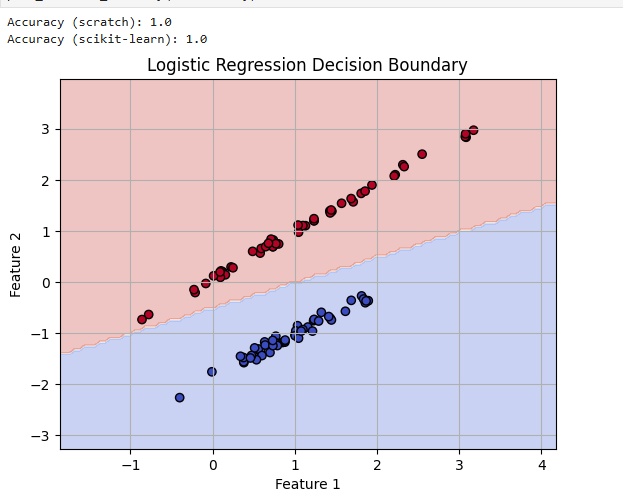 Accuracy (scratch): 1.0
Accuracy (scikit-learn): 1.0
Logistic Regression Decision Boundary
3
2
1
0
−1
−2
−3
Feature 2
−1 0 1 2 3 4
Feature 1